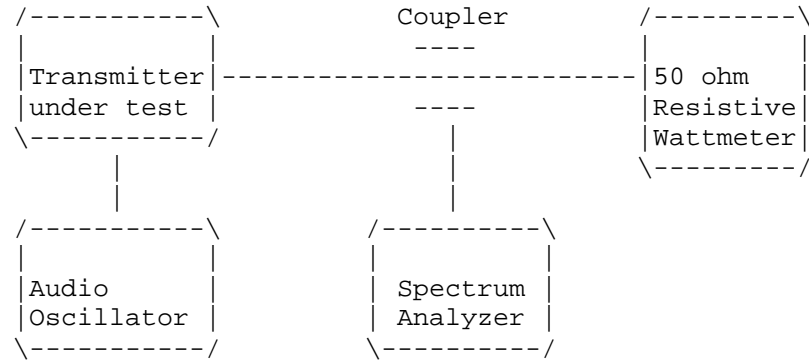 Coupler
Transmitter
under test
50 ohm
Resistive
Wattmeter
Audio
Oscillator
Spectrum
Analyzer